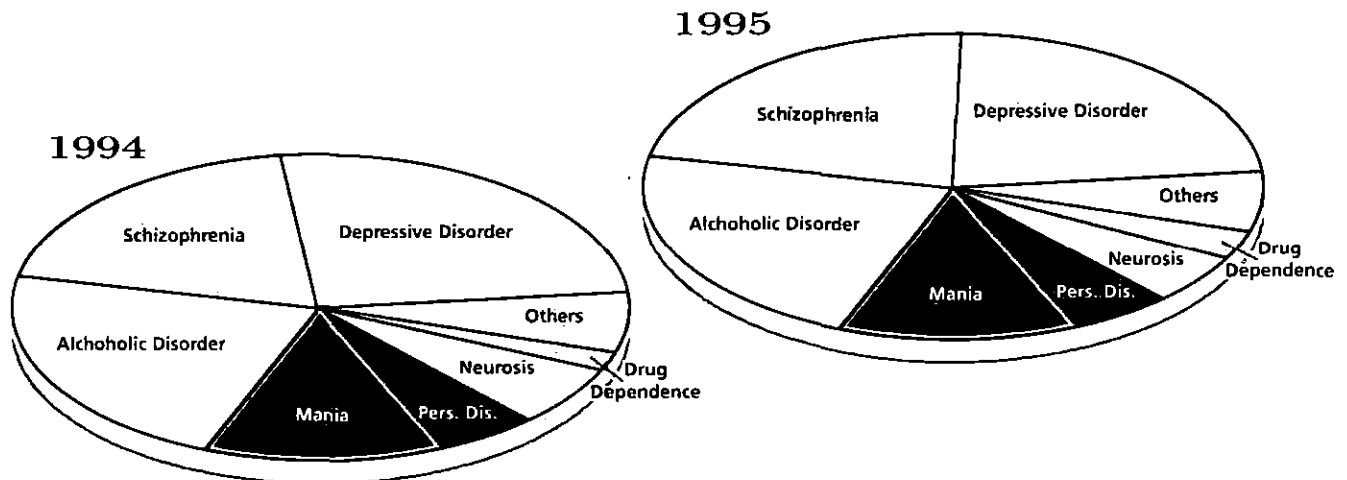 1994
Schizophrenia
Depressive Disorder
Alchoholic Disorder
Others
Drug
Dependence
Neurosis
Pers. Dis.
Mania
1995
Schizophrenia
Depressive Disorder
Alchoholic Disorder
Others
Drug
Dependence
Neurosis
Pers. Dis.
Mania